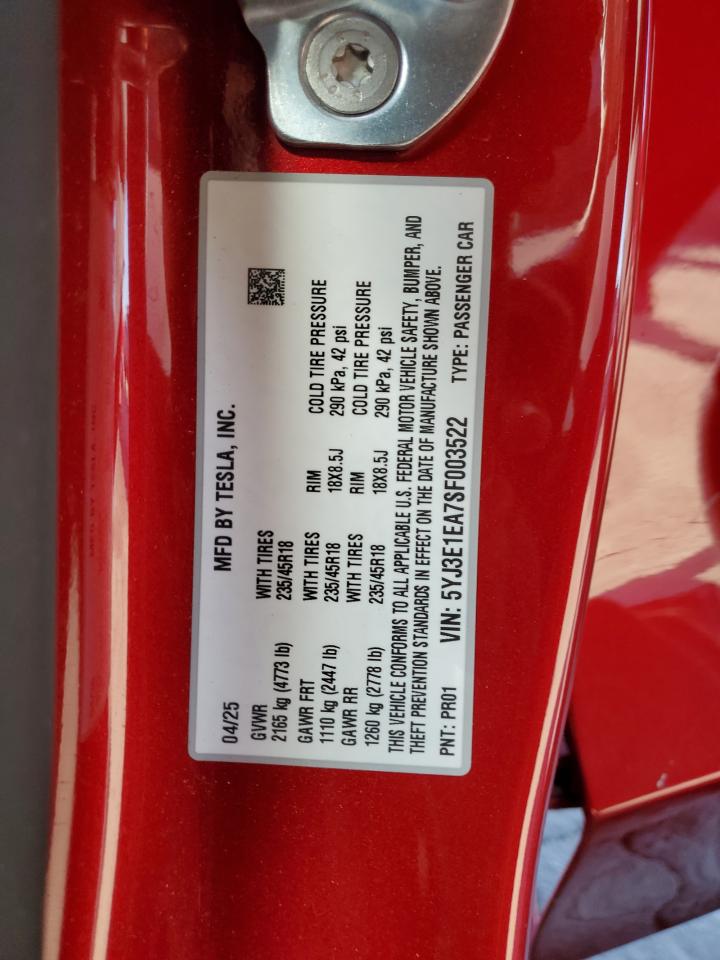 MFD BY TESLA, INC.
04/25
GVWR WITH TIRES
2165 kg (4773 lb) 235/45R18
GAWR FRT WITH TIRES RIM COLD TIRE PRESSURE
1110 kg (2447 lb) 235/45R18 18X8.5J 290 kPa, 42 psi
GAWR RR WITH TIRES RIM COLD TIRE PRESSURE
1260 kg (2778 lb) 235/45R18 18X8.5J 290 kPa, 42 psi
THIS VEHICLE CONFORMS TO ALL APPLICABLE U.S. FEDERAL MOTOR VEHICLE SAFETY, BUMPER, AND
THEFT PREVENTION STANDARDS IN EFFECT ON THE DATE OF MANUFACTURE SHOWN ABOVE.
PNT: PR01 VIN: 5YJ3E1EA7SF003522 TYPE: PASSENGER CAR